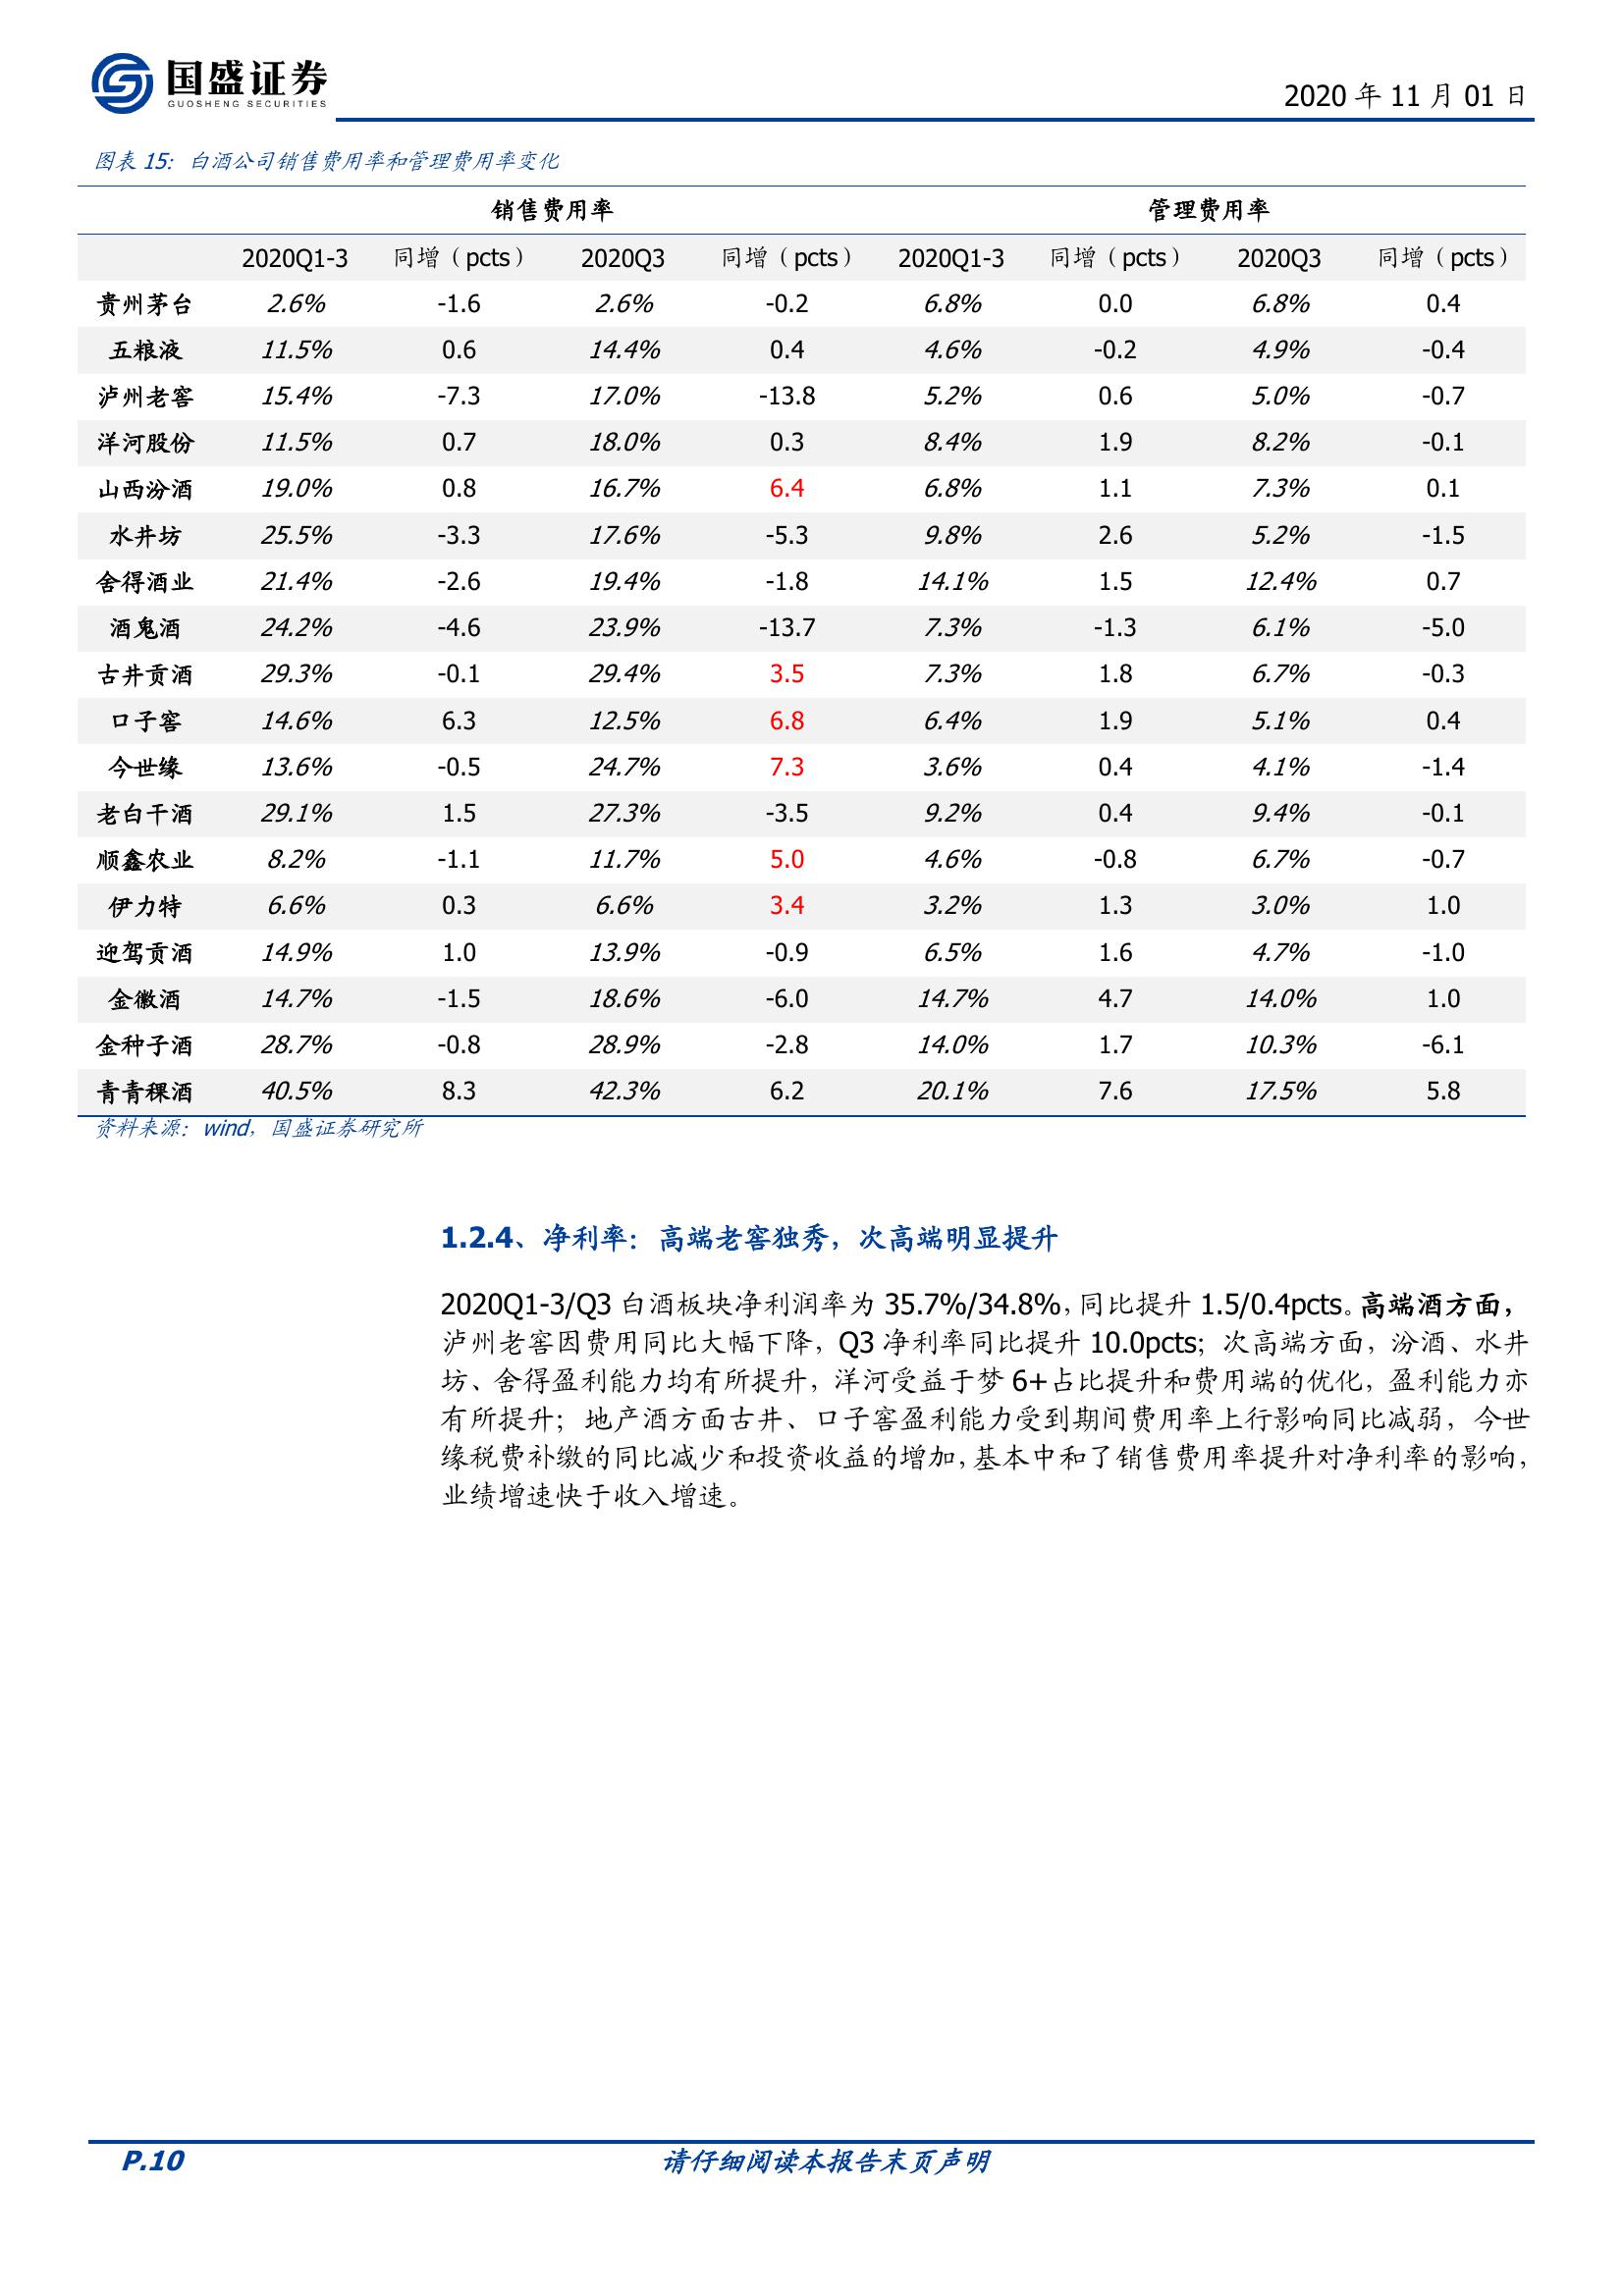 国盛证券
GUOSHENG SECURITIES
2020 年 11 月 01 日
图表 15: 白酒公司销售费用率和管理费用率变化
销售费用率 管理费用率
2020Q1-3 同增（pcts） 2020Q3 同增（pcts） 2020Q1-3 同增（pcts） 2020Q3 同增（pcts）
贵州茅台 2.6% -1.6 2.6% -0.2 6.8% 0.0 6.8% 0.4
五粮液 11.5% 0.6 14.4% 0.4 4.6% -0.2 4.9% -0.4
泸州老窖 15.4% -7.3 17.0% -13.8 5.2% 0.6 5.0% -0.7
洋河股份 11.5% 0.7 18.0% 0.3 8.4% 1.9 8.2% -0.1
山西汾酒 19.0% 0.8 16.7% 6.4 6.8% 1.1 7.3% 0.1
水井坊 25.5% -3.3 17.6% -5.3 9.8% 2.6 5.2% -1.5
舍得酒业 21.4% -2.6 19.4% -1.8 14.1% 1.5 12.4% 0.7
酒鬼酒 24.2% -4.6 23.9% -13.7 7.3% -1.3 6.1% -5.0
古井贡酒 29.3% -0.1 29.4% 3.5 7.3% 1.8 6.7% -0.3
口子窖 14.6% 6.3 12.5% 6.8 6.4% 1.9 5.1% 0.4
今世缘 13.6% -0.5 24.7% 7.3 3.6% 0.4 4.1% -1.4
老白干酒 29.1% 1.5 27.3% -3.5 9.2% 0.4 9.4% -0.1
顺鑫农业 8.2% -1.1 11.7% 5.0 4.6% -0.8 6.7% -0.7
伊力特 6.6% 0.3 6.6% 3.4 3.2% 1.3 3.0% 1.0
迎驾贡酒 14.9% 1.0 13.9% -0.9 6.5% 1.6 4.7% -1.0
金徽酒 14.7% -1.5 18.6% -6.0 14.7% 4.7 14.0% 1.0
金种子酒 28.7% -0.8 28.9% -2.8 14.0% 1.7 10.3% -6.1
青青稞酒 40.5% 8.3 42.3% 6.2 20.1% 7.6 17.5% 5.8
资料来源：wind，国盛证券研究所
1.2.4、净利率：高端老窖独秀，次高端明显提升
2020Q1-3/Q3 白酒板块净利润率为 35.7%/34.8%，同比提升 1.5/0.4pcts。高端酒方面，
泸州老窖因费用同比大幅下降，Q3 净利率同比提升 10.0pcts；次高端方面，汾酒、水井
坊、舍得盈利能力均有所提升，洋河受益于梦 6+占比提升和费用端的优化，盈利能力亦
有所提升；地产酒方面古井、口子窖盈利能力受到期间费用率上行影响同比减弱，今世
缘税费补缴的同比减少和投资收益的增加，基本中和了销售费用率提升对净利率的影响，
业绩增速快于收入增速。
P.10 请仔细阅读本报告末页声明